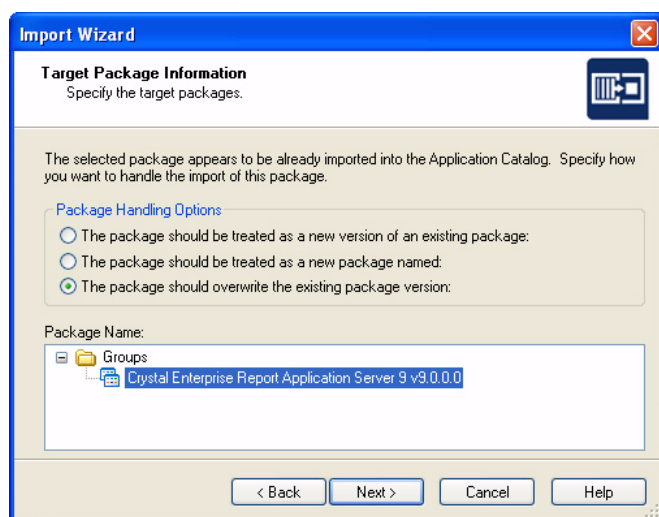 Import Wizard
Target Package Information
Specify the target packages.
The selected package appears to be already imported into the Application Catalog. Specify how
you want to handle the import of this package.
Package Handling Options
The package should be treated as a new version of an existing package:
The package should be treated as a new package named:
The package should overwrite the existing package version:
Package Name:
Groups
Crystal Enterprise Report Application Server 9 v9.0.0.0
< Back Next > Cancel Help